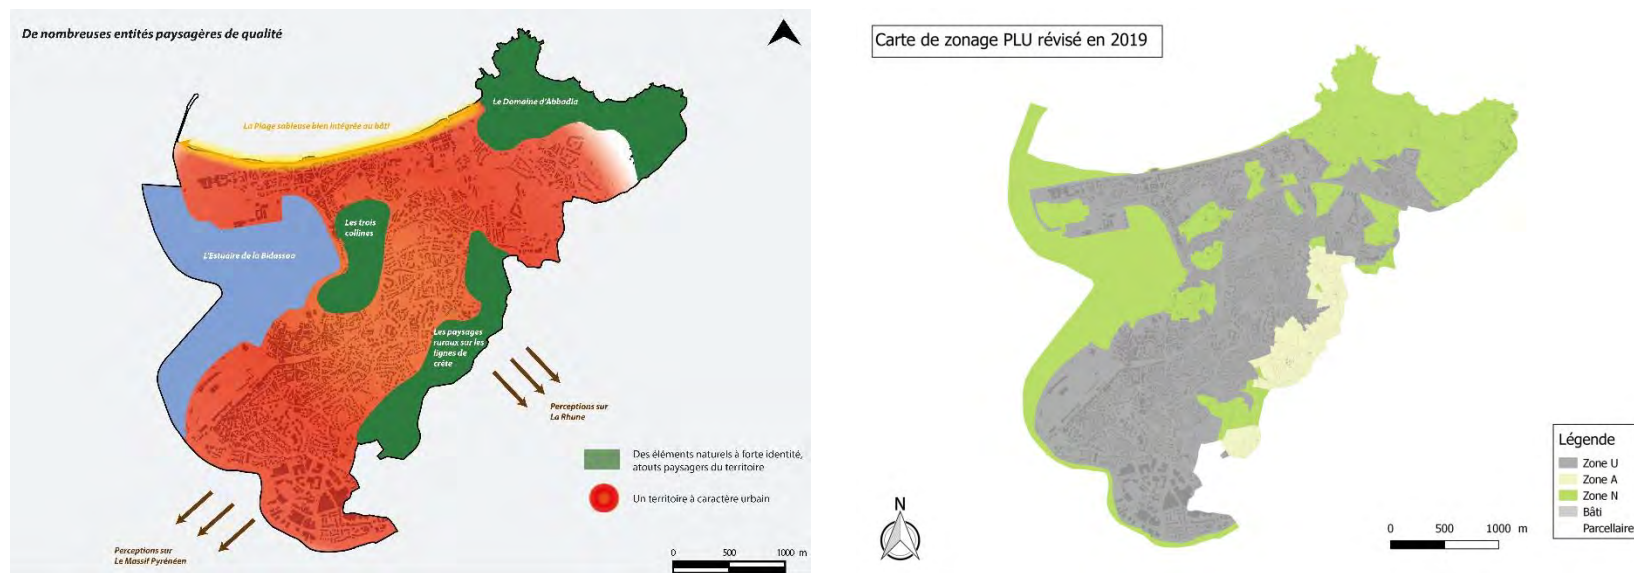 De nombreuses entités paysagères de qualité
Le Domaine d'Abbadia
La Plage sableuse bien intégrée au bâti
Les trois
collines
L'Estuaire de la Bidassoa
Les paysages
ruraux sur les
lignes de
crête
Perceptions sur
La Rhune
Des éléments naturels à forte identité,
atouts paysagers du territoire
Un territoire à caractère urbain
Perceptions sur
Le Massif Pyrénéen
0 500 1000 m
Carte de zonage PLU révisé en 2019
Légende
Zone U
Zone A
Zone N
Bâti
Parcellaire
N
0 500 1000 m